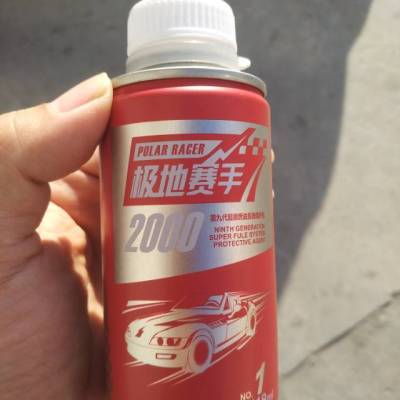 POLAR RACER
极地赛手
2000
NINTH GENERATION
SUPER FULE SYSTEM
PROTECTIVE AGENT
NO.1